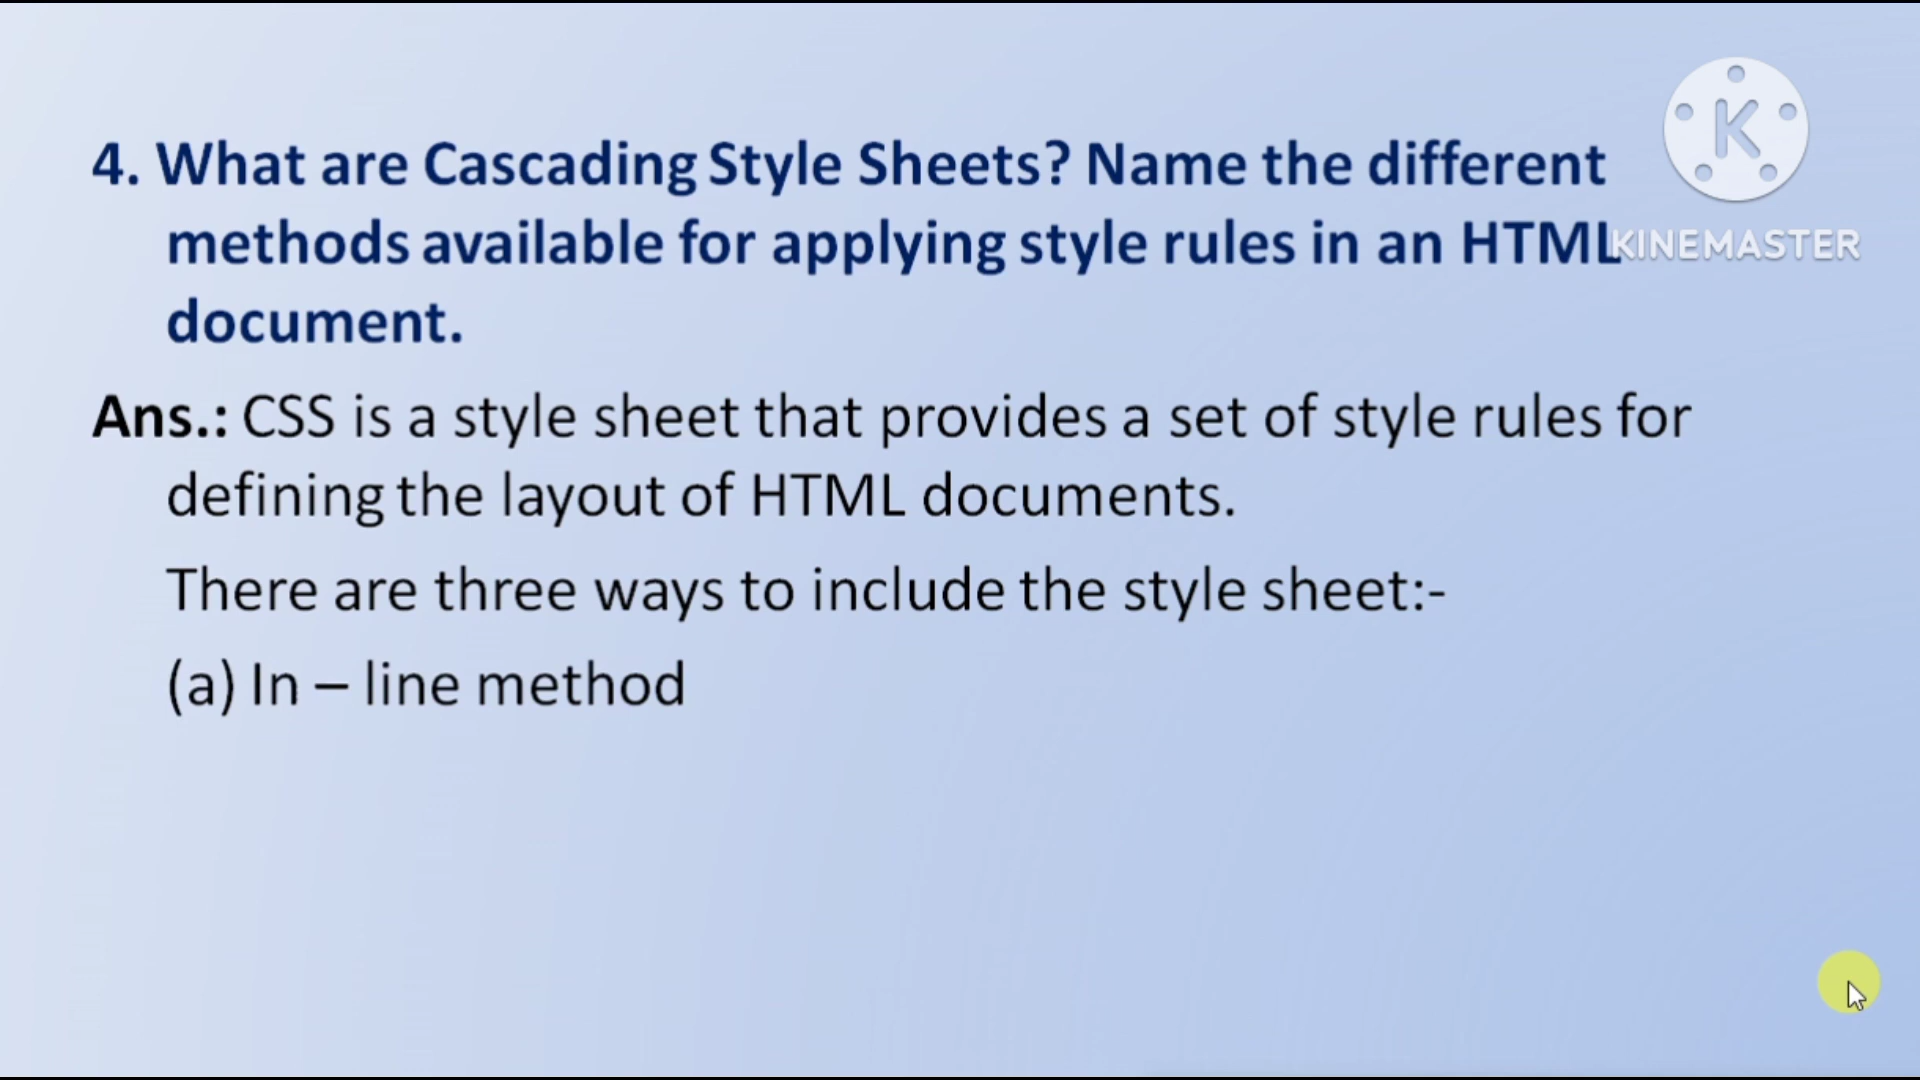 K
KINEMASTER
4. What are Cascading Style Sheets? Name the different
methods available for applying style rules in an HTML
document.
Ans.: CSS is a style sheet that provides a set of style rules for
defining the layout of HTML documents.
There are three ways to include the style sheet:-
(a) In – line method